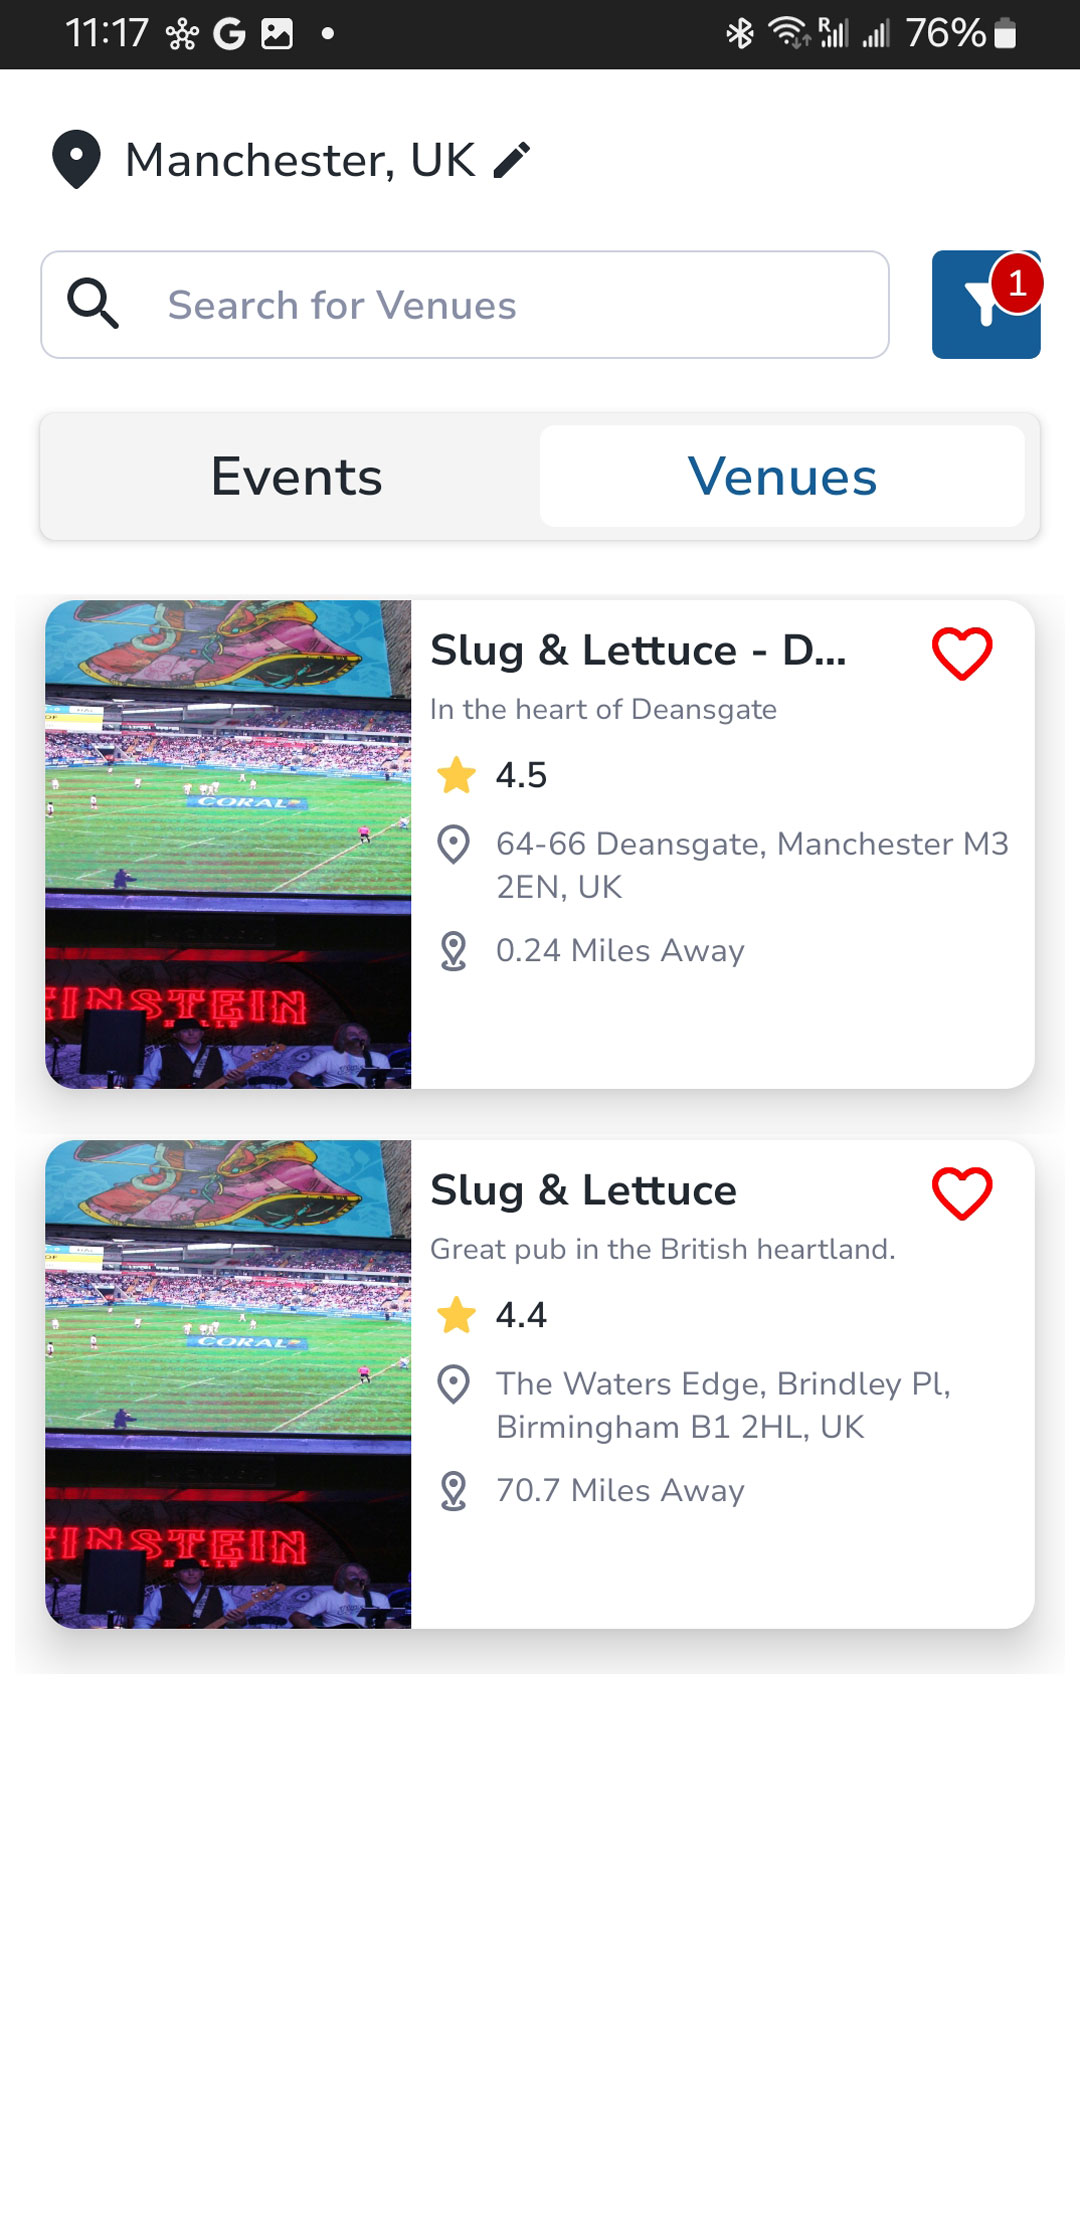 11:17
76%
Manchester, UK
Search for Venues
1
Events
Venues
CORAL
EINSTEIN
Slug & Lettuce - D...
In the heart of Deansgate
4.5
64-66 Deansgate, Manchester M3
2EN, UK
0.24 Miles Away
CORAL
EINSTEIN
Slug & Lettuce
Great pub in the British heartland.
4.4
The Waters Edge, Brindley Pl,
Birmingham B1 2HL, UK
70.7 Miles Away